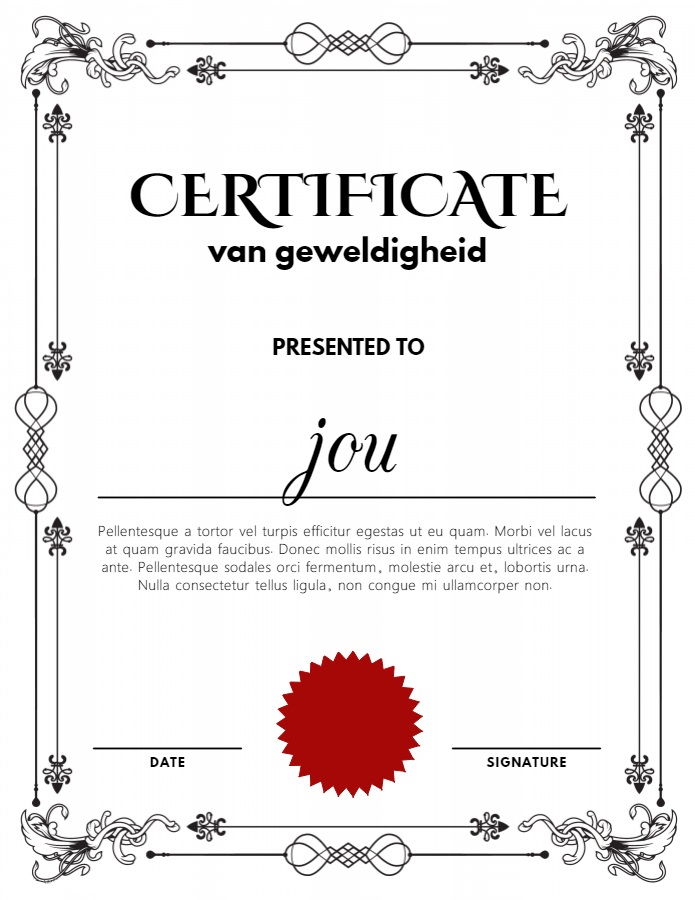 CERTIFICATE
van geweldigheid
PRESENTED TO
jou
Pellentesque a tortor vel turpis efficitur egestas ut eu quam. Morbi vel lacus
at quam gravida faucibus. Donec mollis risus in enim tempus ultrices ac a
ante. Pellentesque sodales orci fermentum, molestie arcu et, lobortis urna.
Nulla consectetur tellus ligula, non congue mi ullamcorper non.
DATE
SIGNATURE